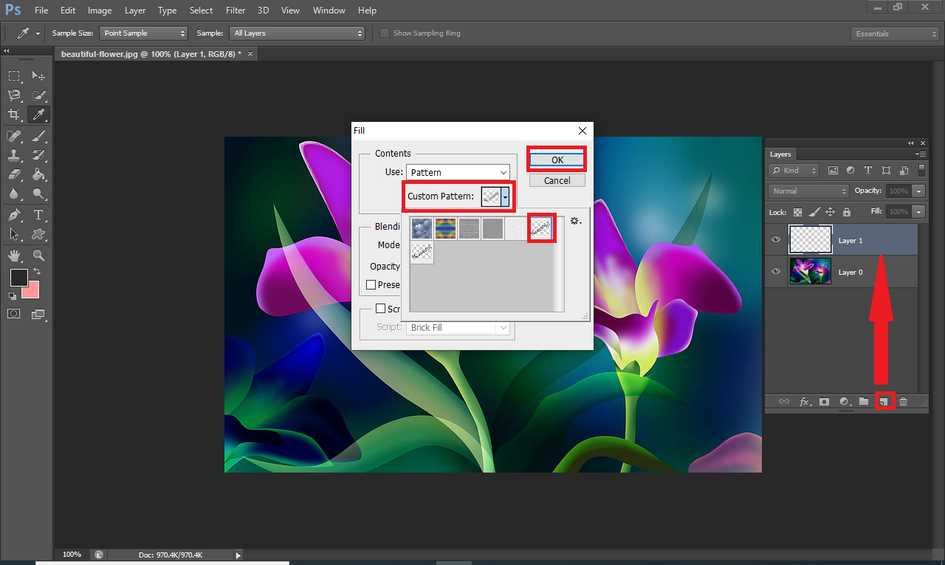 Ps File Edit Image Layer Type Select Filter 3D View Window Help
Sample Size: Point Sample Sample: All Layers Show Sampling Ring Essentials
beautiful-flower.jpg @ 100% (Layer 1, RGB/8) * ×
Fill
Contents
OK
Use: Pattern
Cancel
Custom Pattern:
Blendi
Mode
Opacity
Prese
Scr
Script: Brick Fill
Layers
Kind
Normal Opacity: 100%
Lock: Fill: 100%
Layer 1
Layer 0
fx
T
T
100% Doc: 970.4K/970.4K